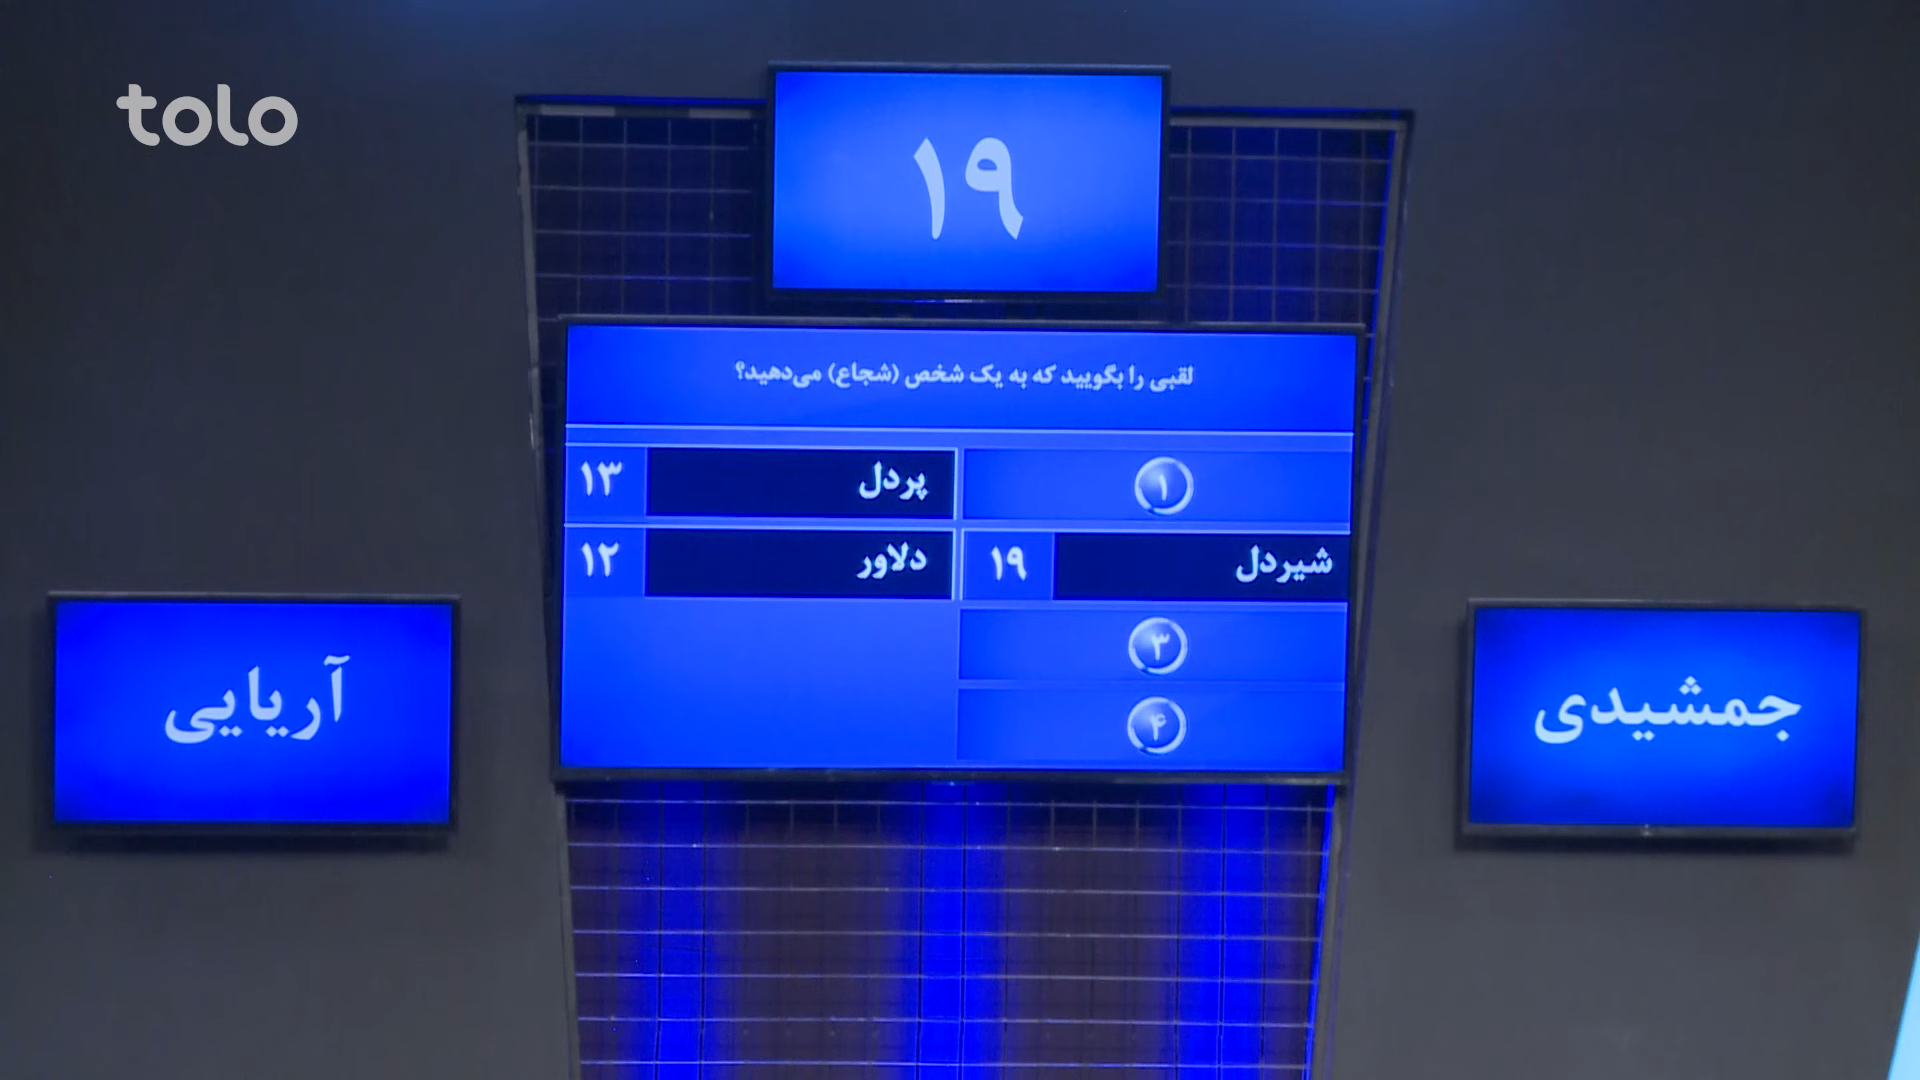 tolo
۱۹
لقبی را بگویید که به یک شخص (شجاع) می‌دهید؟
۱
پردل ۱۳
شیردل ۱۹
دلاور ۱۲
۳
۴
جمشیدی
آریایی